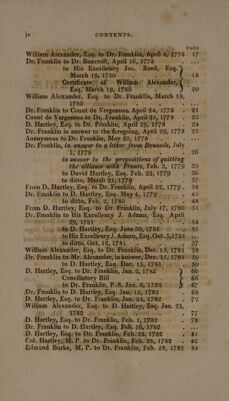 iv CONTENTS.
PAGE
William Alexander, Esq. to Dr. Franklin, April 4, 1778 17
Dr. Franklin to Dr. Bancroft, April 16, 1778 ...
to His Excellency Jos. Reed, Esq.
March 19, 1780 18
Certificate of William Alexander,
Esq. March 19, 1780 20
William Alexander, Esq. to Dr. Franklin, March 19,
1780
Dr. Franklin to Count de Vergennes, April 24, 1778 23
Count de Vergennes to Dr. Franklin, April 25, 1778 23
D. Hartley, Esq. to Dr. Franklin, April 29, 1778 24
Dr. Franklin in answer to the foregoing, April 29, 1778 25
Anonymous to Dr. Franklin, May 20, 1778 ...
Dr. Franklin, in answer to a letter from Brussels, July
1, 1778 26
in answer to the propositions of quitting
the alliance with France, Feb. 3, 1779 35
to David Hartley, Esq. Feb. 22, 1779 36
to ditto, March 21, 1779 37
From D. Hartley, Esq. to Dr. Franklin, April 22, 1779 38
Dr. Franklin to D. Hartley, Esq. May 4, 1779 45
to ditto, Feb. 2, 1780 48
From D. Hartley, Esq. to Dr. Franklin, July 17, 1780 50
Dr. Franklin to His Excellency J. Adams, Esq. April
29, 1781 54
to D. Hartley, Esq. June 30, 1781 55
to His Excellency J. Adams, Esq. Oct. 5, 1781 ...
to ditto, Oct. 12, 1781 57
William Alexander, Esq. to Dr. Franklin, Dec. 15, 1781 58
Dr. Franklin to Mr. Alexander, in answer, Dec. 15, 1781 59
to D. Hartley, Esq. Dec. 15, 1781 59
D. Hartley, Esq. to Dr. Franklin, Jan. 2, 1782 60
Conciliatory Bill 66
to Dr. Franklin, P.S. Jan. 8, 1782 67
Dr. Franklin to D. Hartley, Esq. Jan. 15, 1782 68
D. Hartley, Esq. to Dr. Franklin, Jan. 24, 1782 72
William Alexander, Esq. to D. Hartley, Esq. Jan. 25,
1782 77
D. Hartley, Esq. to Dr. Franklin, Feb. 1, 1782 78
Dr. Franklin to D. Hartley, Esq. Feb. 16, 1782 ...
D. Hartley, Esq. to Dr. Franklin, Feb. 28, 1782 81
Col. Hartley, M. P. to Dr. Franklin, Feb. 28, 1782 82
Edmund Burke, M. P. to Dr. Franklin, Feb. 28, 1782 84